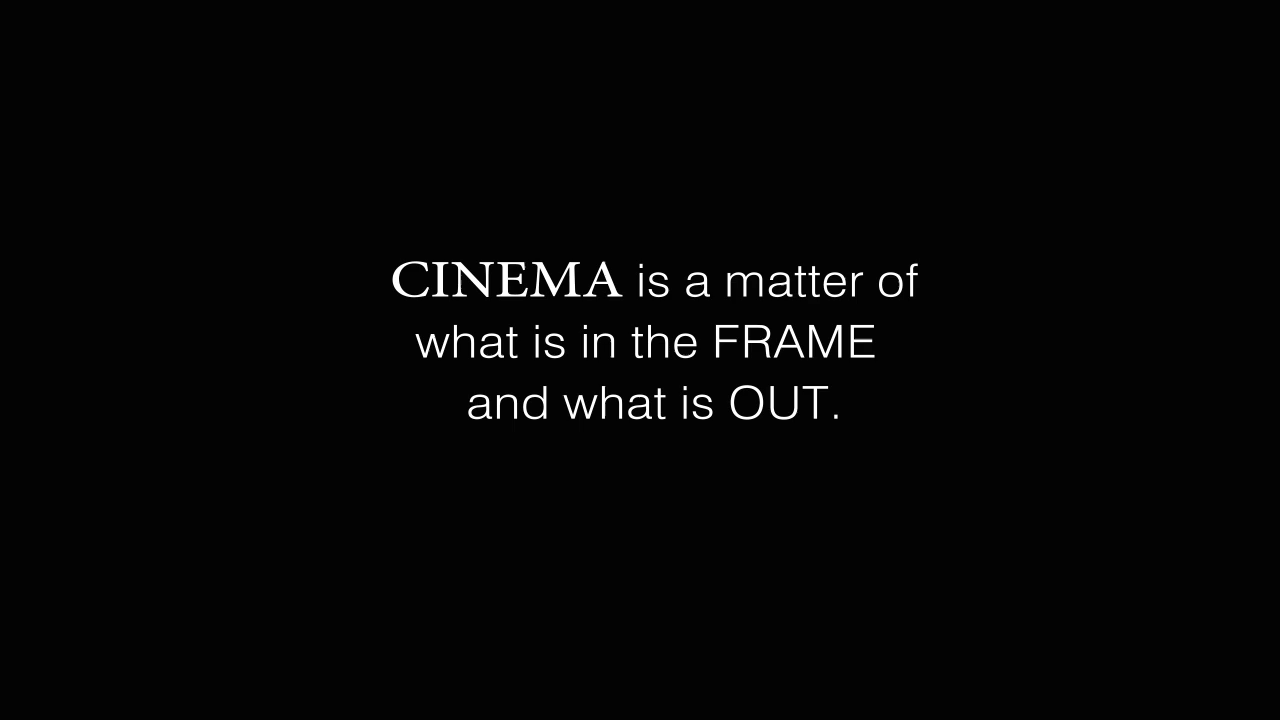 CINEMA is a matter of
what is in the FRAME
and what is OUT.